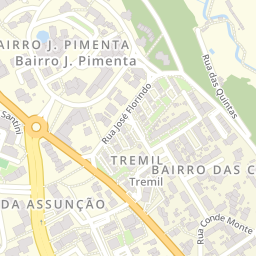 AIRRO J. PIMENTA
Bairro J. Pimenta
Rua das Quintas
Rua José Florindo
Santini
TREMIL
Tremil
BAIRRO DAS C
DA ASSUNÇÃO
Rua Conde Monte